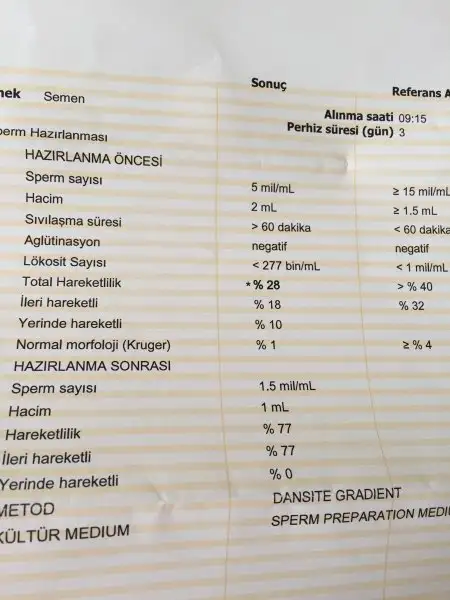 Sonuç Referans A
nek Semen
Alınma saati 09:15
Perhiz süresi (gün) 3
perm Hazırlanması
HAZIRLANMA ÖNCESİ
Sperm sayısı 5 mil/mL ≥ 15 mil/mL
Hacim 2 mL ≥ 1.5 mL
Sıvılaşma süresi > 60 dakika < 60 dakika
Aglütinasyon negatif negatif
Lökosit Sayısı < 277 bin/mL < 1 mil/mL
Total Hareketlilik * % 28 > % 40
İleri hareketli % 18 % 32
Yerinde hareketli % 10
Normal morfoloji (Kruger) % 1 ≥ % 4
HAZIRLANMA SONRASI
Sperm sayısı 1.5 mil/mL
Hacim 1 mL
Hareketlilik % 77
İleri hareketli % 77
Yerinde hareketli % 0
METOD DANSITE GRADIENT
KÜLTÜR MEDIUM SPERM PREPARATION MEDIU